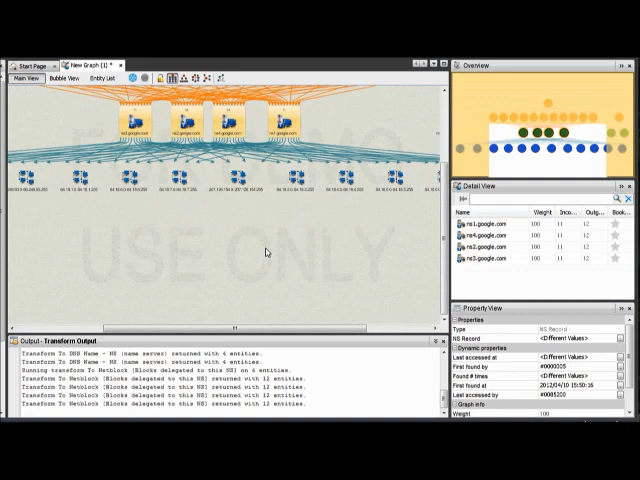 Start Page
New Graph (1) *
Main View
Bubble View
Entity List
FOR DEMO
USE ONLY
ns3.google.com
ns2.google.com
ns4.google.com
ns1.google.com
Output - Transform Output
Transform To DNS Name - NS (name server) returned with 4 entities.
Transform To DNS Name - NS (name server) returned with 4 entities.
Running transform To Netblock [Blocks delegated to this NS] on 4 entities.
Transform To Netblock [Blocks delegated to this NS] returned with 12 entities.
Transform To Netblock [Blocks delegated to this NS] returned with 12 entities.
Transform To Netblock [Blocks delegated to this NS] returned with 12 entities.
Transform To Netblock [Blocks delegated to this NS] returned with 12 entities.
Overview
Detail View
Name Weight Inco... Outg... Book...
ns1.google.com 100 11 12
ns4.google.com 100 11 12
ns2.google.com 100 11 12
ns3.google.com 100 11 12
Property View
Properties
Type NS Record
NS Record <Different Values>
Dynamic properties
Last accessed at <Different Values>
First found by #0000005
Found # times <Different Values>
First found at 2012/04/10 15:50:16
Last accessed by #0085200
Graph info
Weight 100